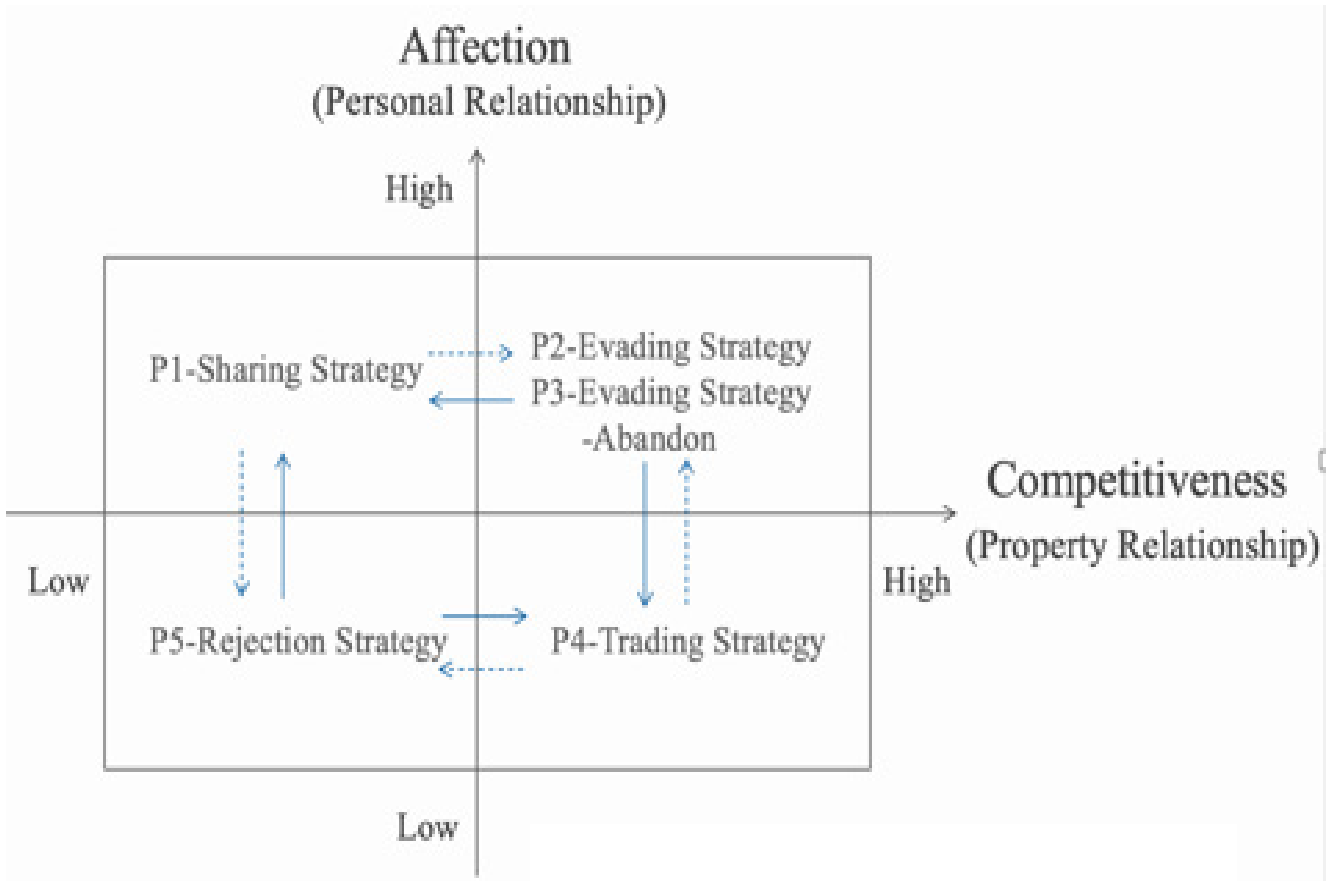 Affection
(Personal Relationship)
High
P1-Sharing Strategy
P2-Evading Strategy
P3-Evading Strategy
-Abandon
Competitiveness
(Property Relationship)
Low
High
P5-Rejection Strategy
P4-Trading Strategy
Low